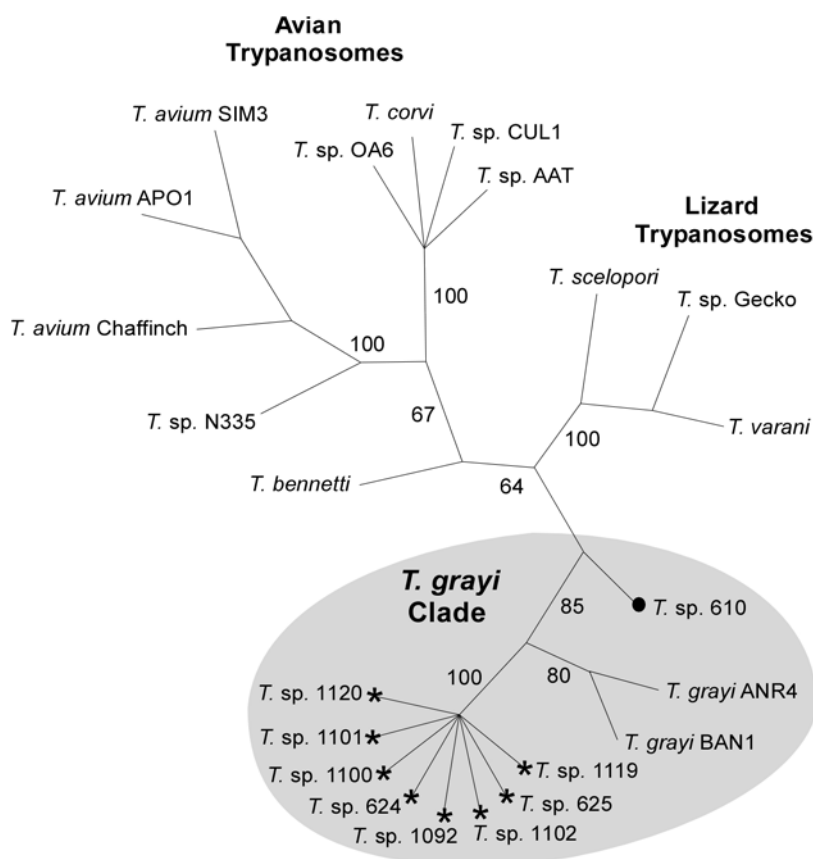 Avian
Trypanosomes
T. avium SIM3
T. corvi
T. sp. CUL1
T. sp. OA6
T. sp. AAT
T. avium APO1
Lizard
Trypanosomes
T. scelopori
T. sp. Gecko
100
T. avium Chaffinch
100
T. sp. N335
67
100
T. varani
T. bennetti
64
T. grayi
Clade
85
T. sp. 610
100
80
T. sp. 1120*
T. grayi ANR4
T. sp. 1101*
T. grayi BAN1
T. sp. 1100*
*T. sp. 1119
T. sp. 624*
*T. sp. 625
*
T. sp. 1092
*
T. sp. 1102